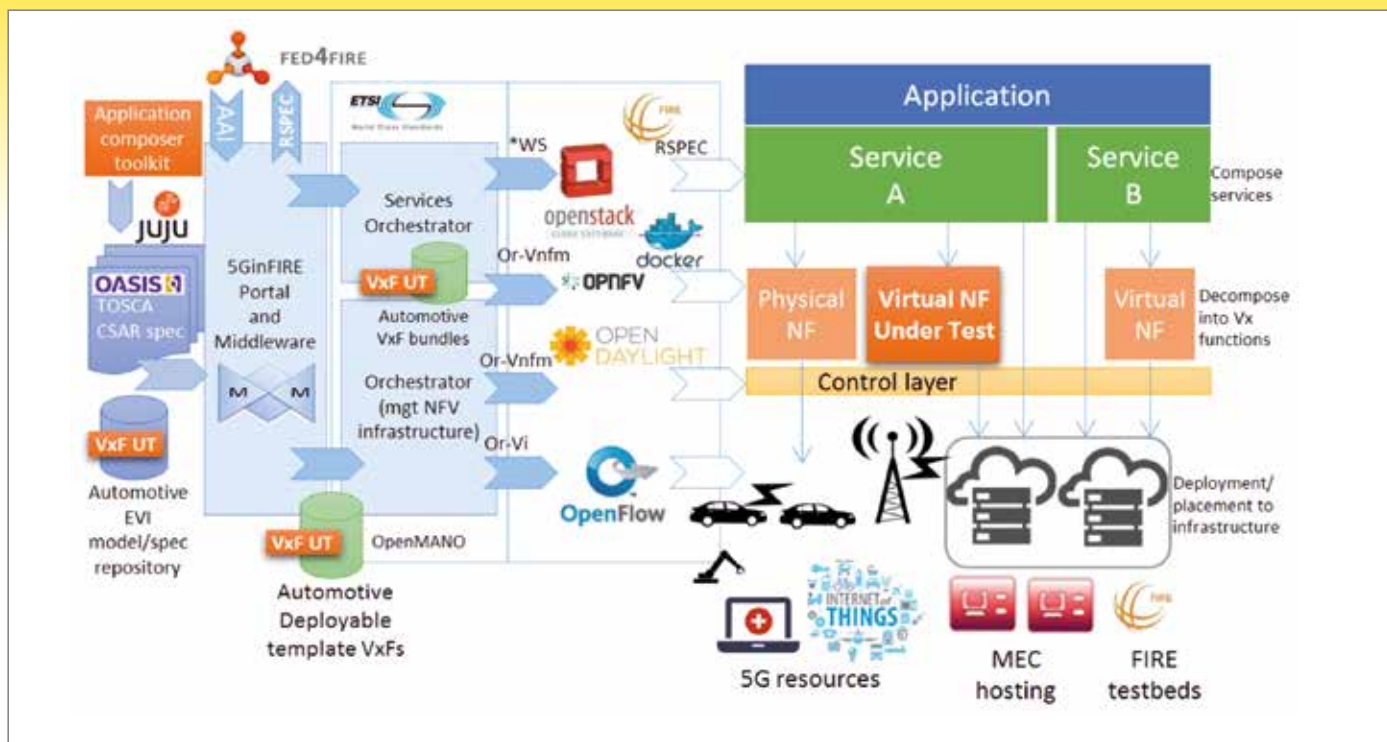 FED4FIRE
AAI
RSPEC
Application
composer
toolkit
JUJU
OASIS
TOSCA
CSAR spec
VxF UT
Automotive
EVI
model/spec
repository
5GinFIRE
Portal
and
Middleware
M M
ETSI
World Class Standards
Services
Orchestrator
VxF UT
Automotive
VxF bundles
Orchestrator
(mgt NFV
infrastructure)
VxF UT
OpenMANO
Automotive
Deployable
template VxFs
*WS
Or-Vnfm
Or-Vnfm
Or-Vi
FIRE
RSPEC
openstack
CLOUD SOFTWARE
docker
OPNFV
OPEN
DAYLIGHT
OpenFlow
Application
Service
A
Service
B
Compose
services
Physical
NF
Virtual NF
Under Test
Virtual
NF
Decompose
into Vx
functions
Control layer
Deployment/
placement to
infrastructure
INTERNET of
THINGS
5G resources
MEC
hosting
FIRE
FIRE
testbeds